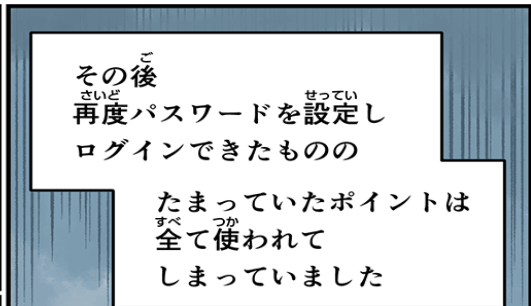 その後
再度パスワードを設定し
ログインできたものの
たまっていたポイントは
全て使われて
しまっていました